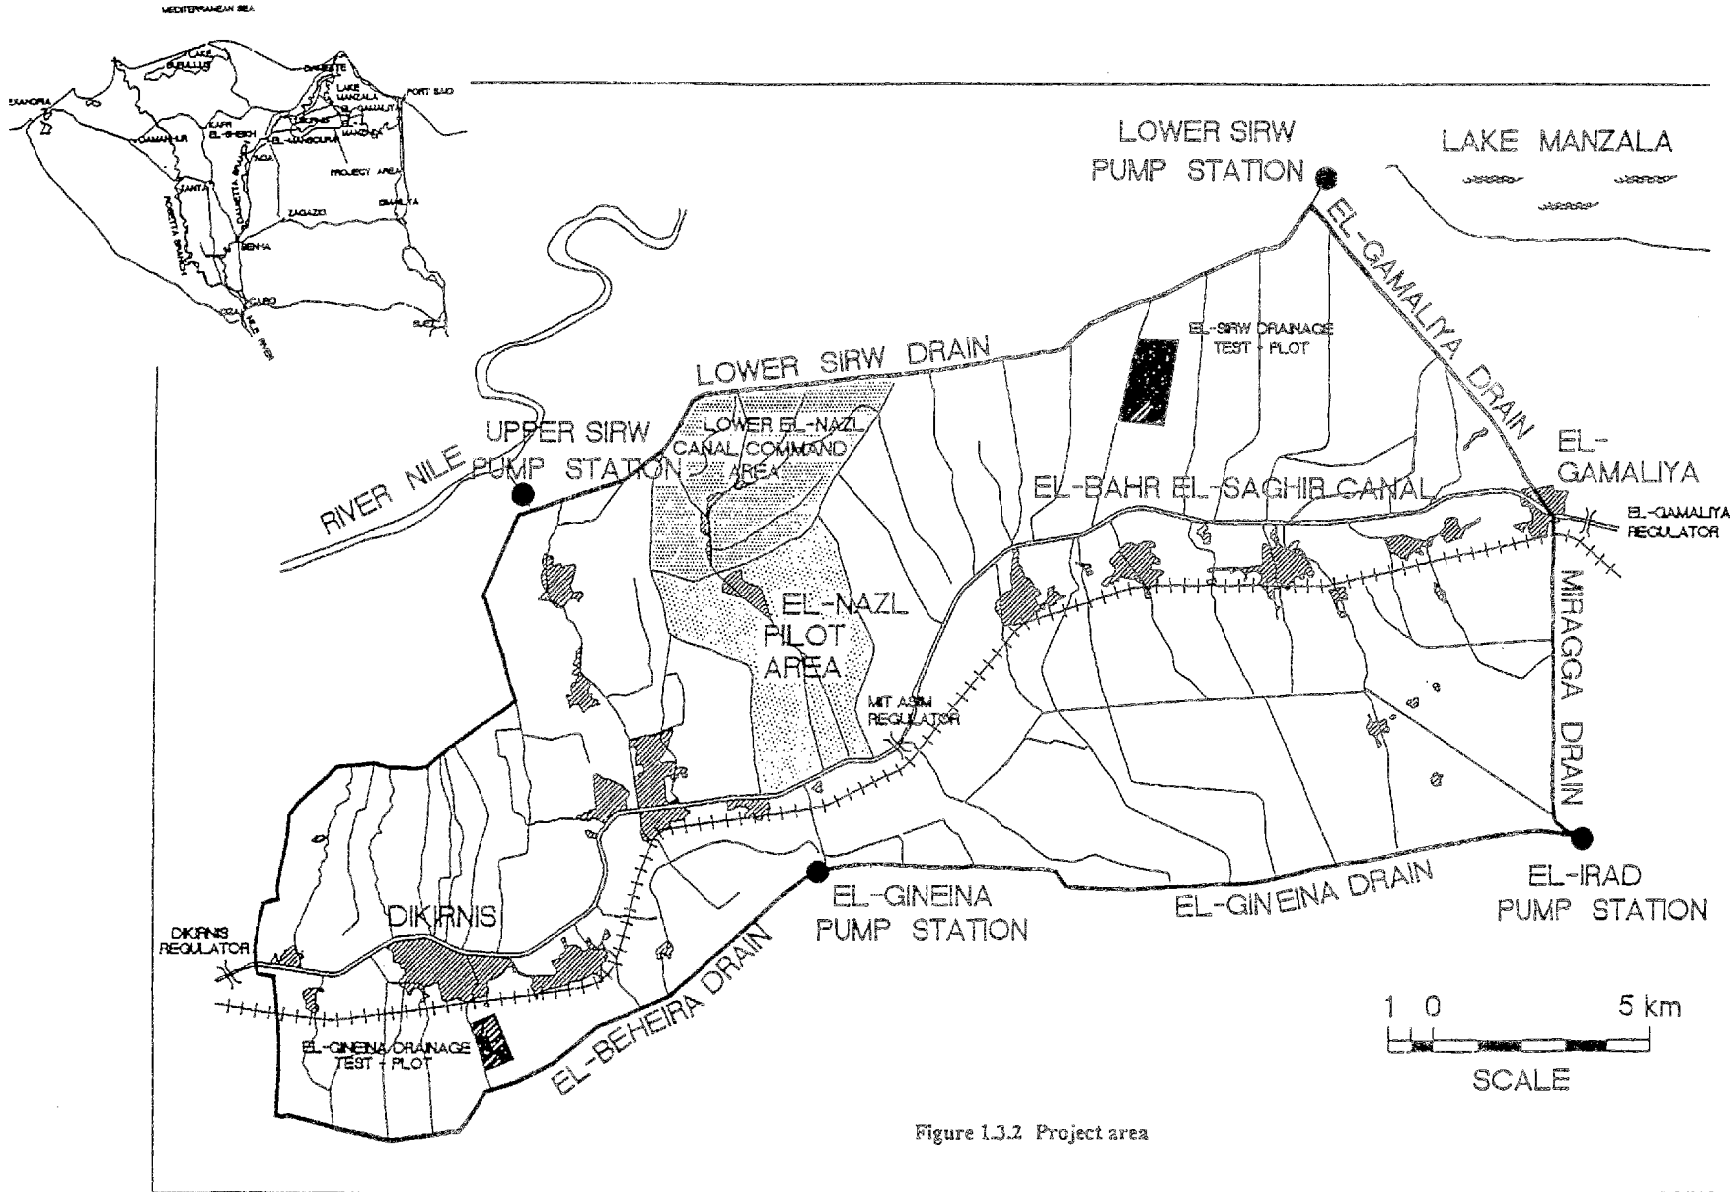 MEDITERRANEAN SEA
LAKE
BURULLUS
DAMIETTE
LAKE
MANZALA
PORT SAID
EL-GAMALIYA
EL-
MANZALA
DIKIRNIS
KAFR
EL-SHEIKH
EL-MANSOURA
DAMANHUR
AGA
PROJECT AREA
TANTA
DAMIETTA BRANCH
ROSETTA BRANCH
ZAGAZIG
ISMAILIYA
BENHA
CAIRO
GIZA
NILE RIVER
SUEZ
LOWER SIRW
PUMP STATION
LAKE MANZALA
EL-GAMALIYA DRAIN
EL-SIRW DRAINAGE
TEST - PLOT
LOWER SIRW DRAIN
UPPER SIRW
PUMP STATION
RIVER NILE
LOWER EL-NAZL
CANAL COMMAND
AREA
EL-BAHR EL-SAGHIR CANAL
EL-
GAMALIYA
EL-GAMALIYA
REGULATOR
EL-NAZL
PILOT
AREA
MIT ASIM
REGULATOR
MIRAGGA DRAIN
EL-GINEINA
PUMP STATION
EL-GINEINA DRAIN
EL-IRAD
PUMP STATION
DIKIRNIS
DIKIRNIS
REGULATOR
EL-BEHEIRA DRAIN
EL-GINEINA DRAINAGE
TEST - PLOT
1 0 5 km
SCALE
Figure 1.3.2 Project area